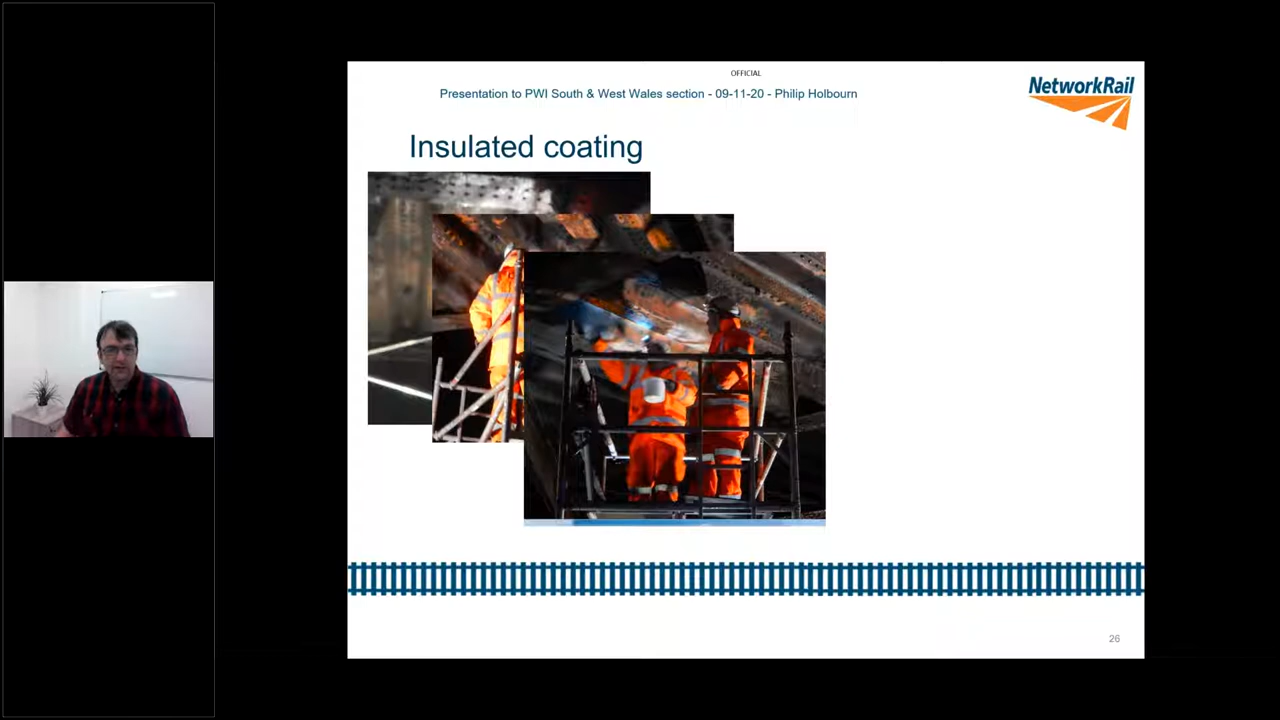 OFFICIAL
Presentation to PWI South & West Wales section - 09-11-20 - Philip Holbourn
NetworkRail
Insulated coating
26